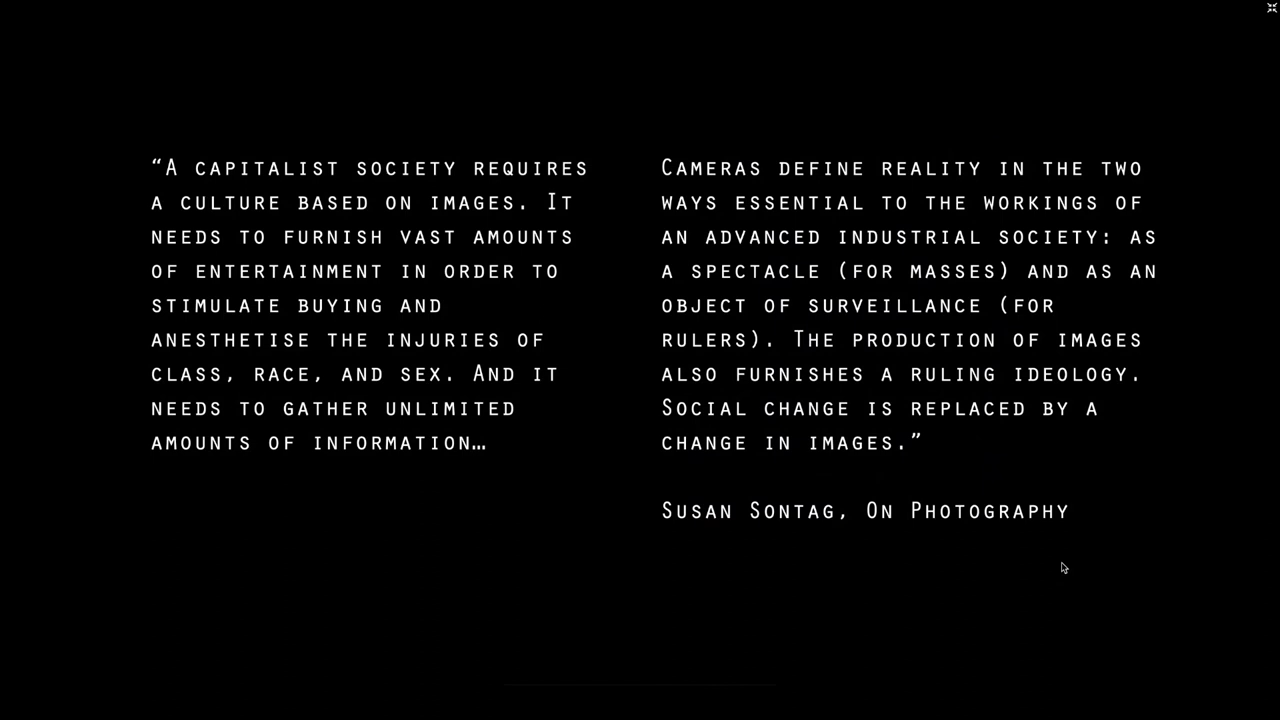 “A capitalist society requires
a culture based on images. It
needs to furnish vast amounts
of entertainment in order to
stimulate buying and
anesthetise the injuries of
class, race, and sex. And it
needs to gather unlimited
amounts of information…
Cameras define reality in the two
ways essential to the workings of
an advanced industrial society: as
a spectacle (for masses) and as an
object of surveillance (for
rulers). The production of images
also furnishes a ruling ideology.
Social change is replaced by a
change in images.”
Susan Sontag, On Photography